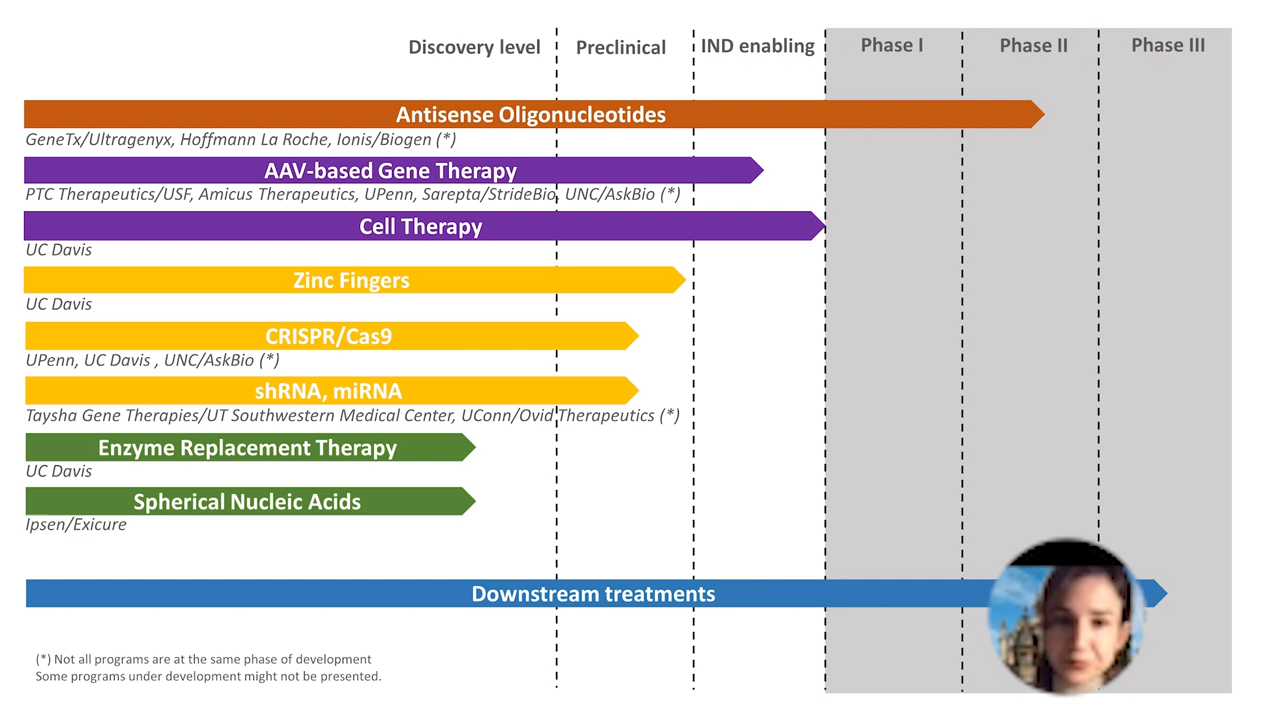 Discovery level Preclinical IND enabling Phase I Phase II Phase III
Antisense Oligonucleotides
GeneTx/Ultragenyx, Hoffmann La Roche, Ionis/Biogen (*)
AAV-based Gene Therapy
PTC Therapeutics/USF, Amicus Therapeutics, UPenn, Sarepta/StrideBio, UNC/AskBio (*)
Cell Therapy
UC Davis
Zinc Fingers
UC Davis
CRISPR/Cas9
UPenn, UC Davis , UNC/AskBio (*)
shRNA, miRNA
Taysha Gene Therapies/UT Southwestern Medical Center, UConn/Ovid Therapeutics (*)
Enzyme Replacement Therapy
UC Davis
Spherical Nucleic Acids
Ipsen/Exicure
Downstream treatments
(*) Not all programs are at the same phase of development
Some programs under development might not be presented.